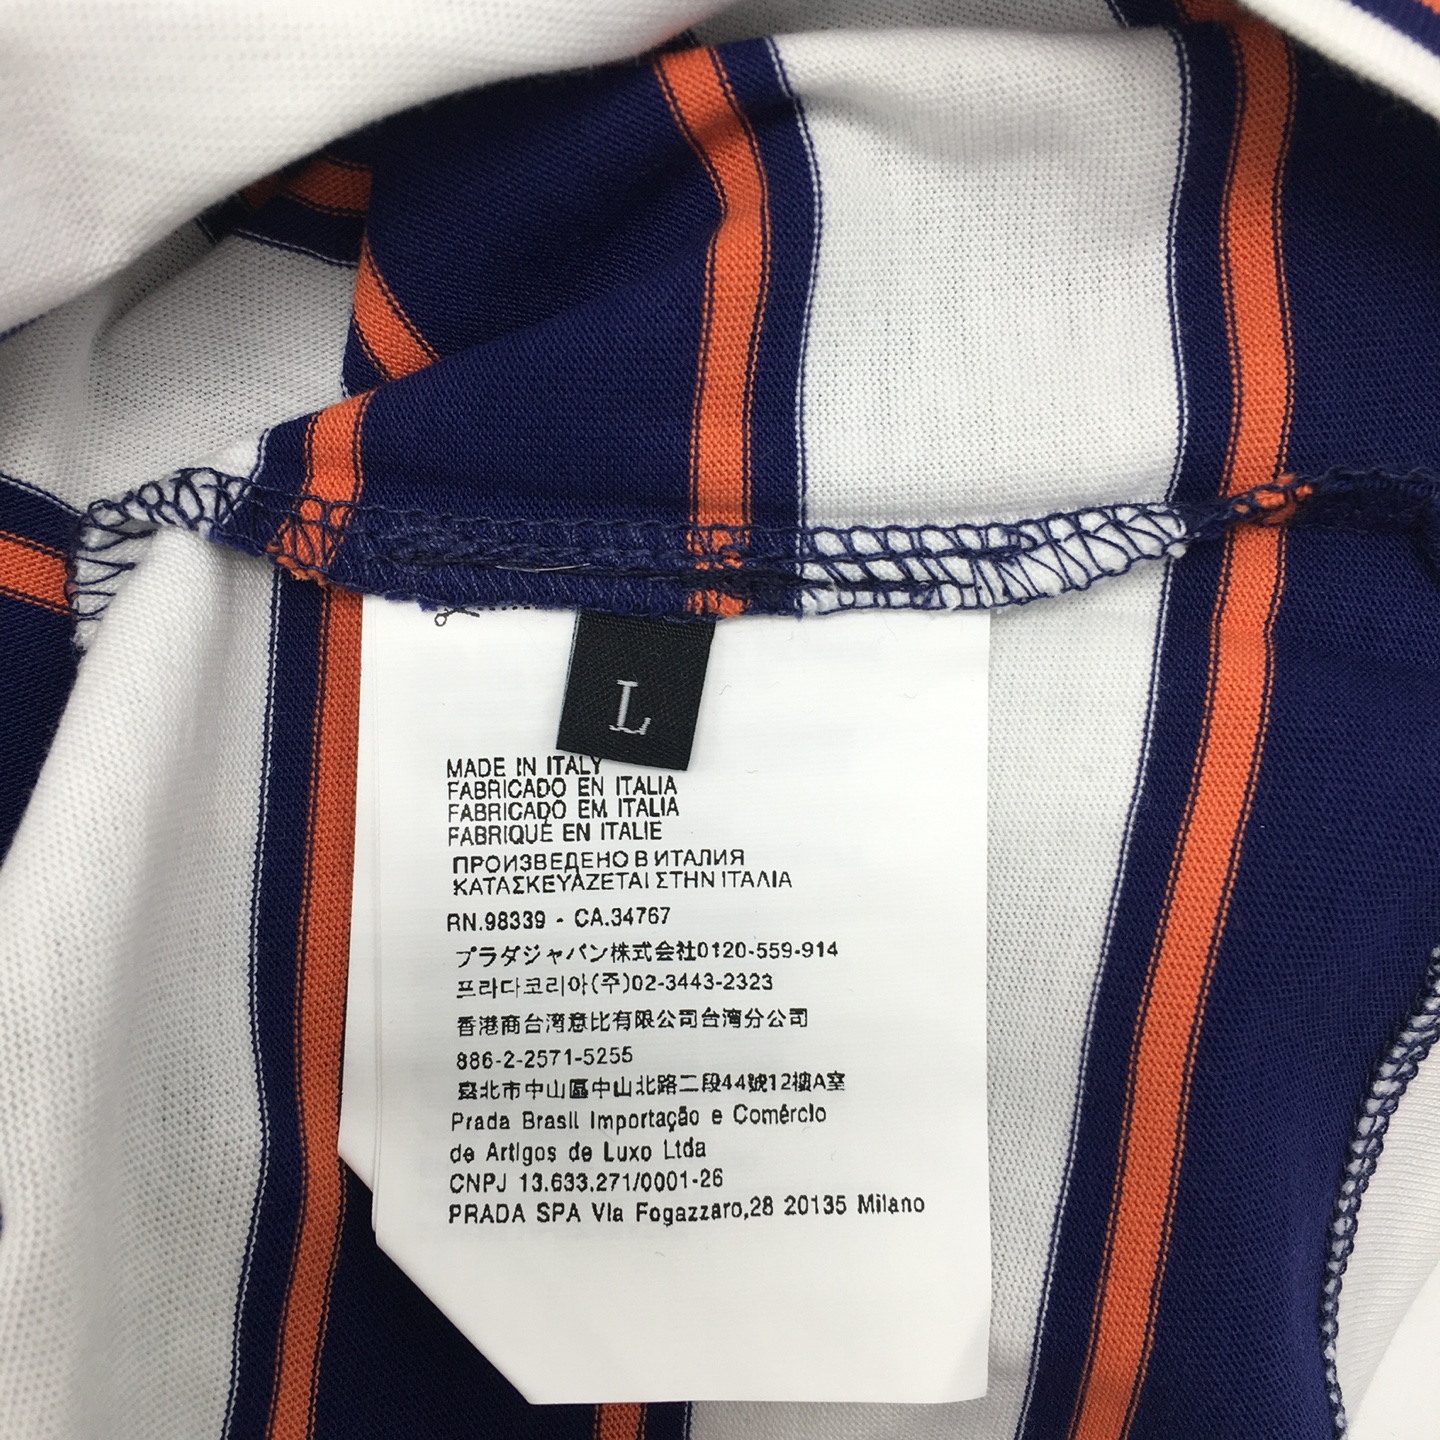 L
MADE IN ITALY
FABRICADO EN ITALIA
FABRICADO EM ITALIA
FABRIQUÉ EN ITALIE
ПРОИЗВЕДЕНО В ИТАЛИЯ
ΚΑΤΑΣΚΕΥΑΖΕΤΑΙ ΣΤΗΝ ΙΤΑΛΙΑ
RN.98339 - CA.34767
プラダジャパン株式会社0120-559-914
프라다코리아(주)02-3443-2323
香港商台湾意比有限公司台湾分公司
886-2-2571-5255
臺北市中山區中山北路二段44號12樓A室
Prada Brasil Importação e Comércio
de Artigos de Luxo Ltda
CNPJ 13.633.271/0001-26
PRADA SPA Via Fogazzaro,28 20135 Milano